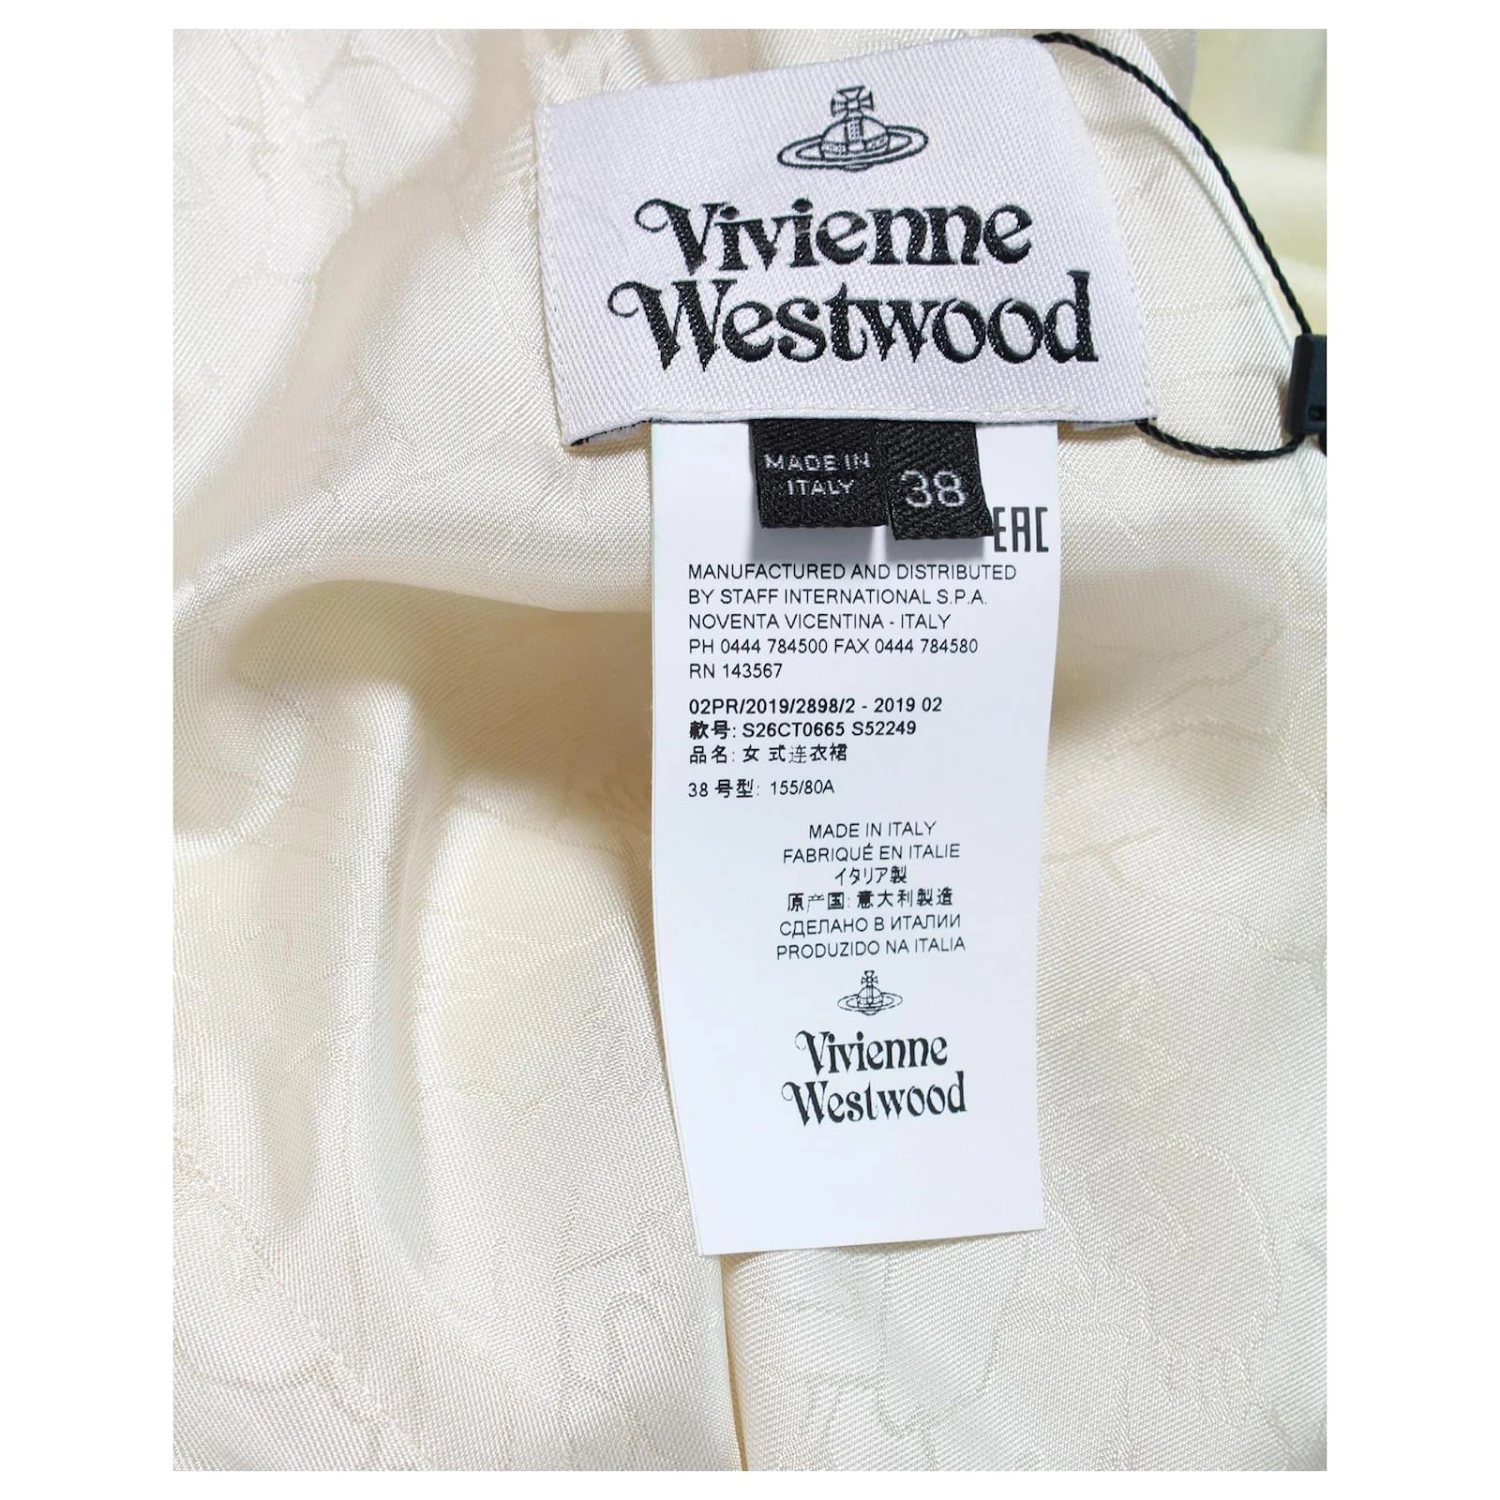 Vivienne
Westwood
MADE IN
ITALY
38
EAC
MANUFACTURED AND DISTRIBUTED
BY STAFF INTERNATIONAL S.P.A.
NOVENTA VICENTINA - ITALY
PH 0444 784500 FAX 0444 784580
RN 143567
02PR/2019/2898/2 - 2019 02
款号: S26CT0665 S52249
品名: 女 式连衣裙
38 号型: 155/80A
MADE IN ITALY
FABRIQUÉ EN ITALIE
イタリア製
原产国: 意大利製造
СДЕЛАНО В ИТАЛИИ
PRODUZIDO NA ITALIA
Vivienne
Westwood